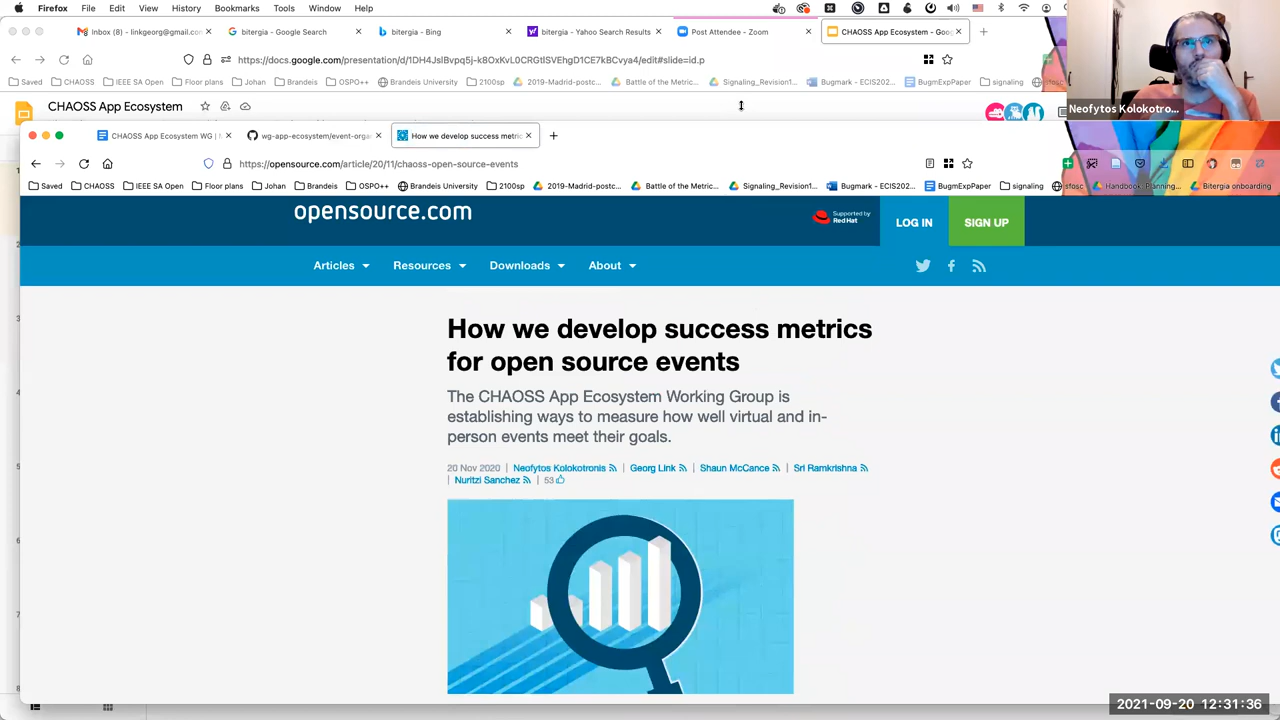 Firefox File Edit View History Bookmarks Tools Window Help
Inbox (8) - linkgeorg@gmail.co
bitergia - Google Search
bitergia - Bing
bitergia - Yahoo Search Results
Post Attendee - Zoom
CHAOSS App Ecosystem - Goo
https://docs.google.com/presentation/d/1DH4JsIBvpq5j-k8OxKvL0CRGtlSVEhgD1CE7kBCvya4/edit#slide=id.p
Saved CHAOSS IEEE SA Open Floor plans Johan Brandeis OSPO++ Brandeis University 2100sp 2019-Madrid-postc... Battle of the Metric... Signaling_Revision1... Bugmark - ECIS202... BugmExpPaper signaling
CHAOSS App Ecosystem
Neofytos Kolokotro...
CHAOSS App Ecosystem WG | M
wg-app-ecosystem/event-orga
How we develop success metric
https://opensource.com/article/20/11/chaoss-open-source-events
Saved CHAOSS IEEE SA Open Floor plans Johan Brandeis OSPO++ Brandeis University 2100sp 2019-Madrid-postc... Battle of the Metric... Signaling_Revision1... Bugmark - ECIS202... BugmExpPaper signaling sfosc Handbook_Planning... Bitergia onboarding
opensource.com
Supported by
Red Hat
LOG IN
SIGN UP
Articles Resources Downloads About
How we develop success metrics
for open source events
The CHAOSS App Ecosystem Working Group is
establishing ways to measure how well virtual and in-
person events meet their goals.
20 Nov 2020 | Neofytos Kolokotronis | Georg Link | Shaun McCance | Sri Ramkrishna
| Nuritzi Sanchez | 53
2021-09-20 12:31:36